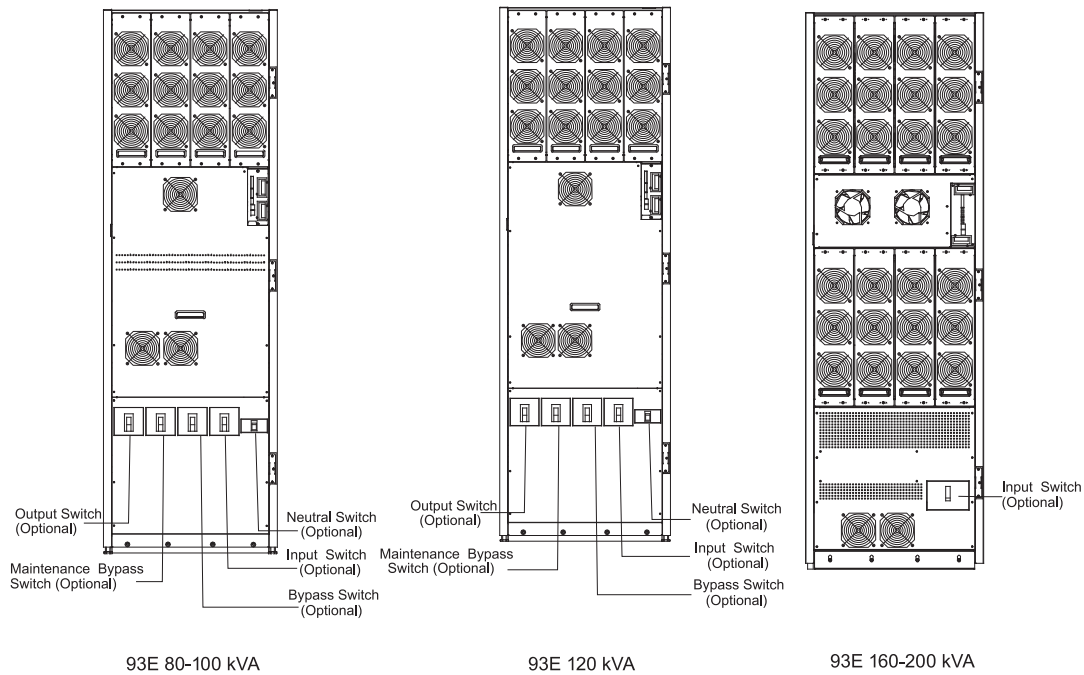 Output Switch
(Optional)
Maintenance Bypass
Switch (Optional)
Neutral Switch
(Optional)
Input Switch
(Optional)
Bypass Switch
(Optional)
93E 80-100 kVA
Output Switch
(Optional)
Maintenance Bypass
Switch (Optional)
Neutral Switch
(Optional)
Input Switch
(Optional)
Bypass Switch
(Optional)
93E 120 kVA
Input Switch
(Optional)
93E 160-200 kVA